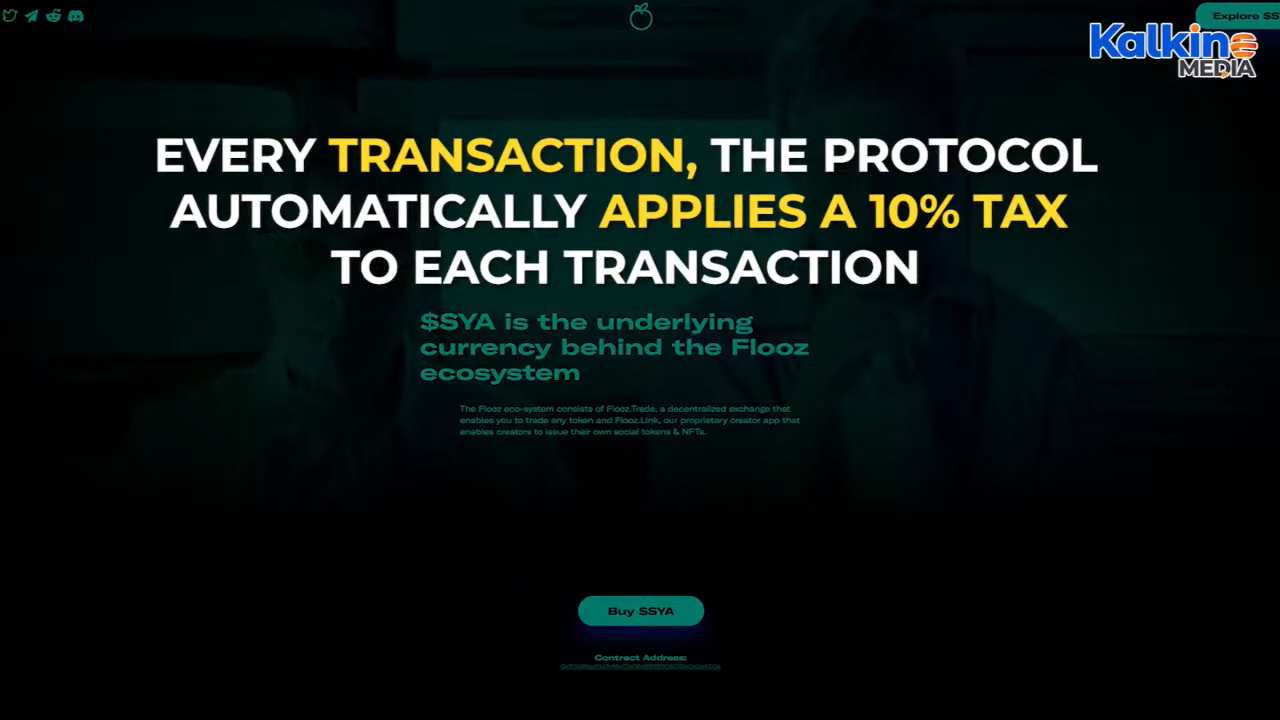 Explore $S
Kalkine
MEDIA
EVERY TRANSACTION, THE PROTOCOL
AUTOMATICALLY APPLIES A 10% TAX
TO EACH TRANSACTION
$SYA is the underlying
currency behind the Flooz
ecosystem
The Flooz eco-system consists of Flooz.Trade, a decentralized exchange that
enables you to trade any token and Flooz.Link, our proprietary creator app that
enables creators to issue their own social tokens & NFTs.
Buy $SYA
Contract Address: